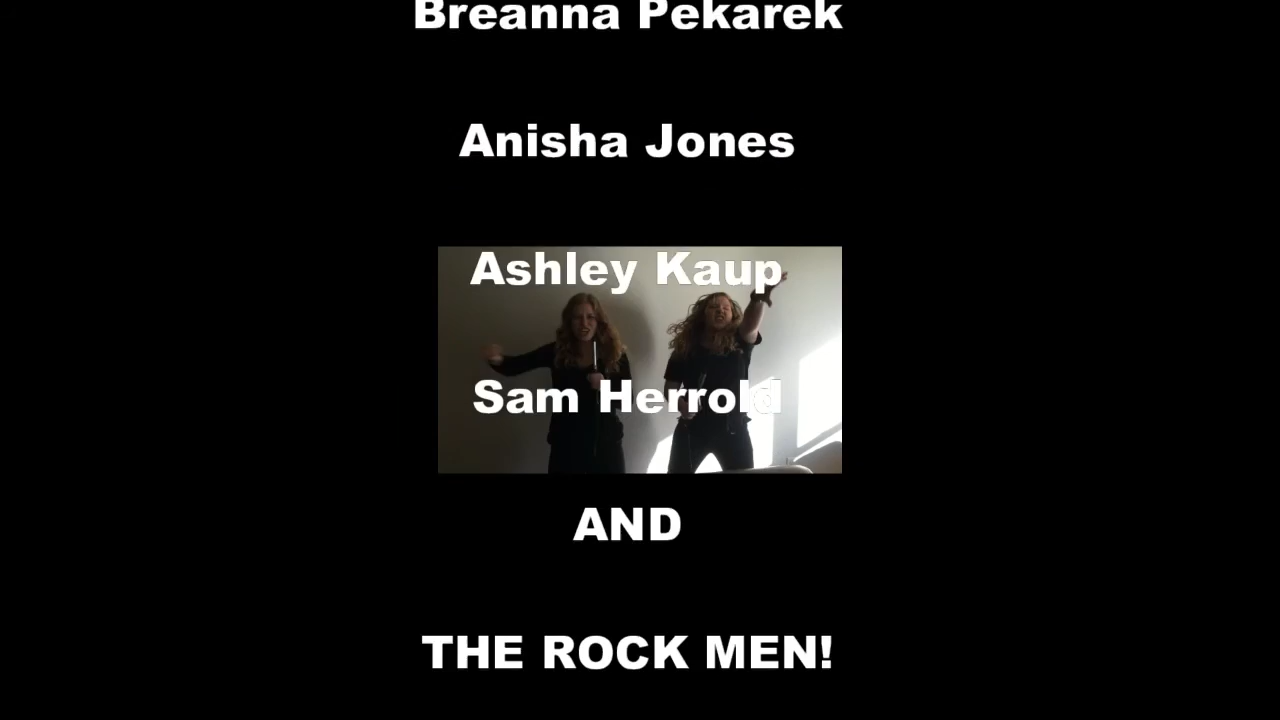 Breanna Pekarek
Anisha Jones
Ashley Kaup
Sam Herrold
AND
THE ROCK MEN!